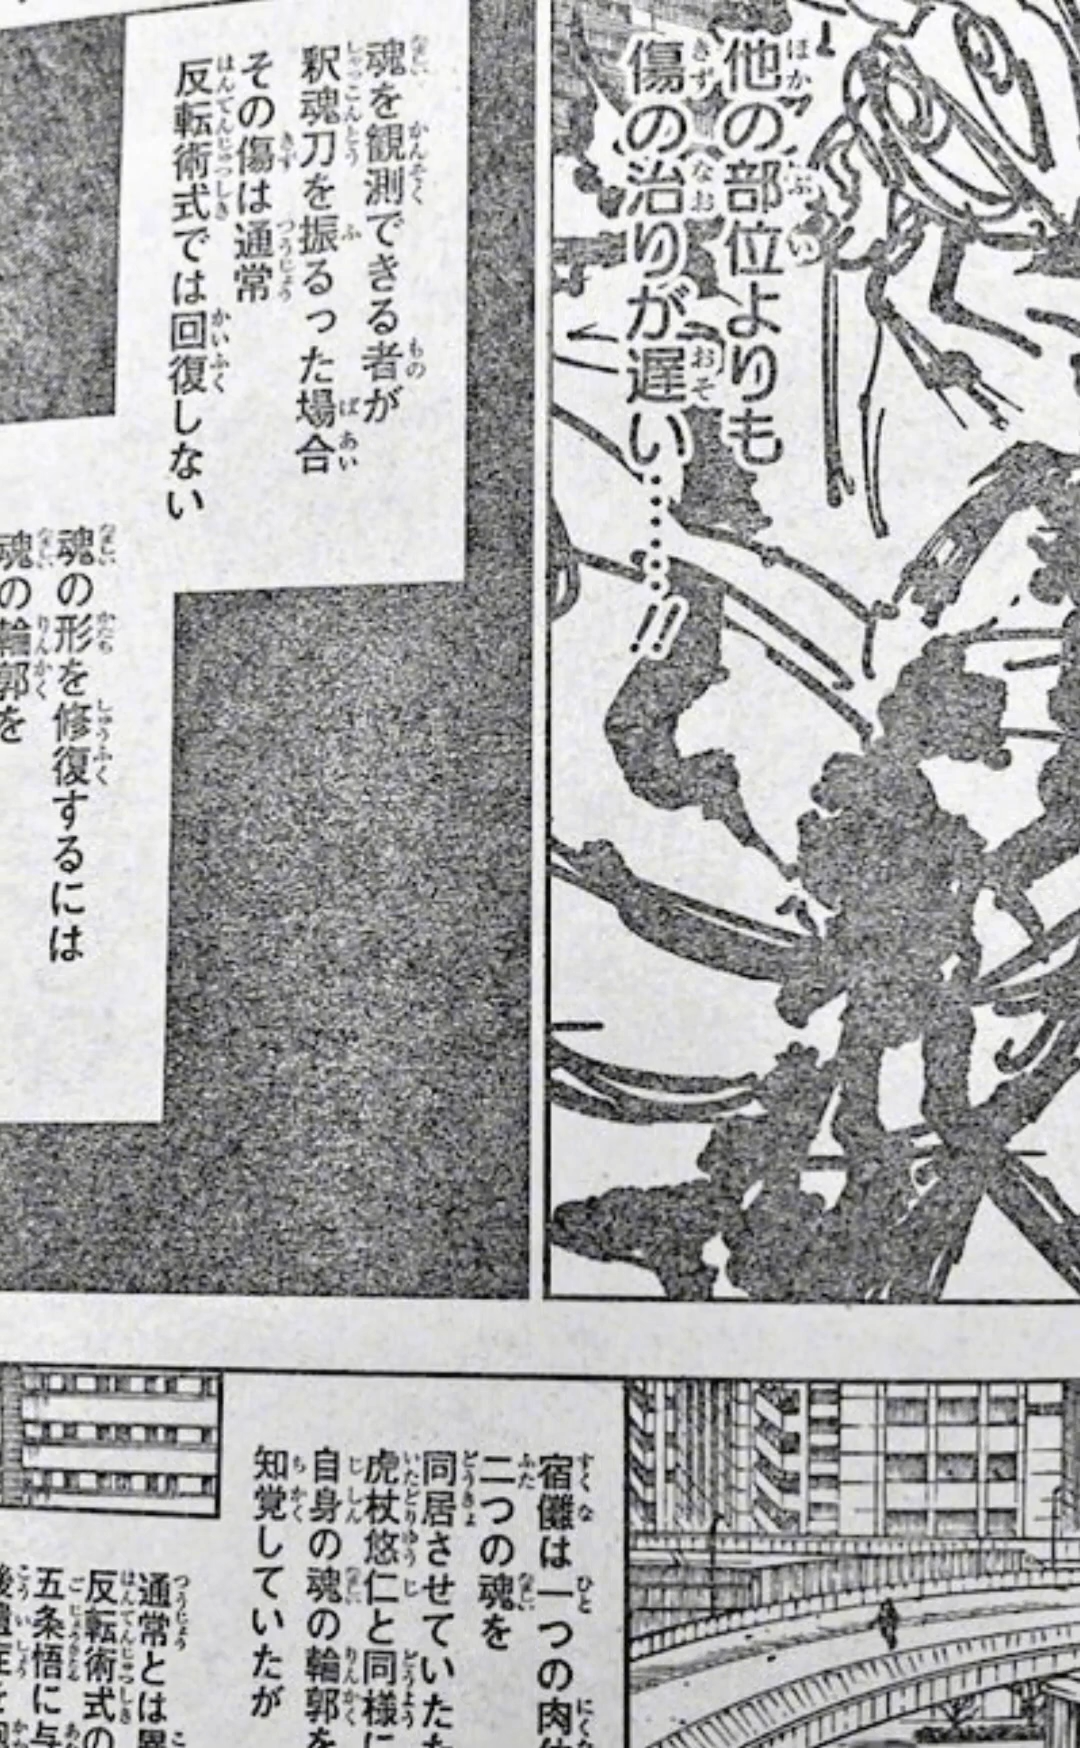 他の部位よりも
傷の治りが遅い……!!
魂を観測できる者が
釈魂刀を振るった場合
その傷は通常
反転術式では回復しない
魂の形を修復するには
魂の輪郭を
宿儺は一つの肉体
二つの魂を
同居させていた
虎杖悠仁と同様に
自身の魂の輪郭を
知覚していたが
通常とは異
反転術式の
五条悟に与
後遺症を